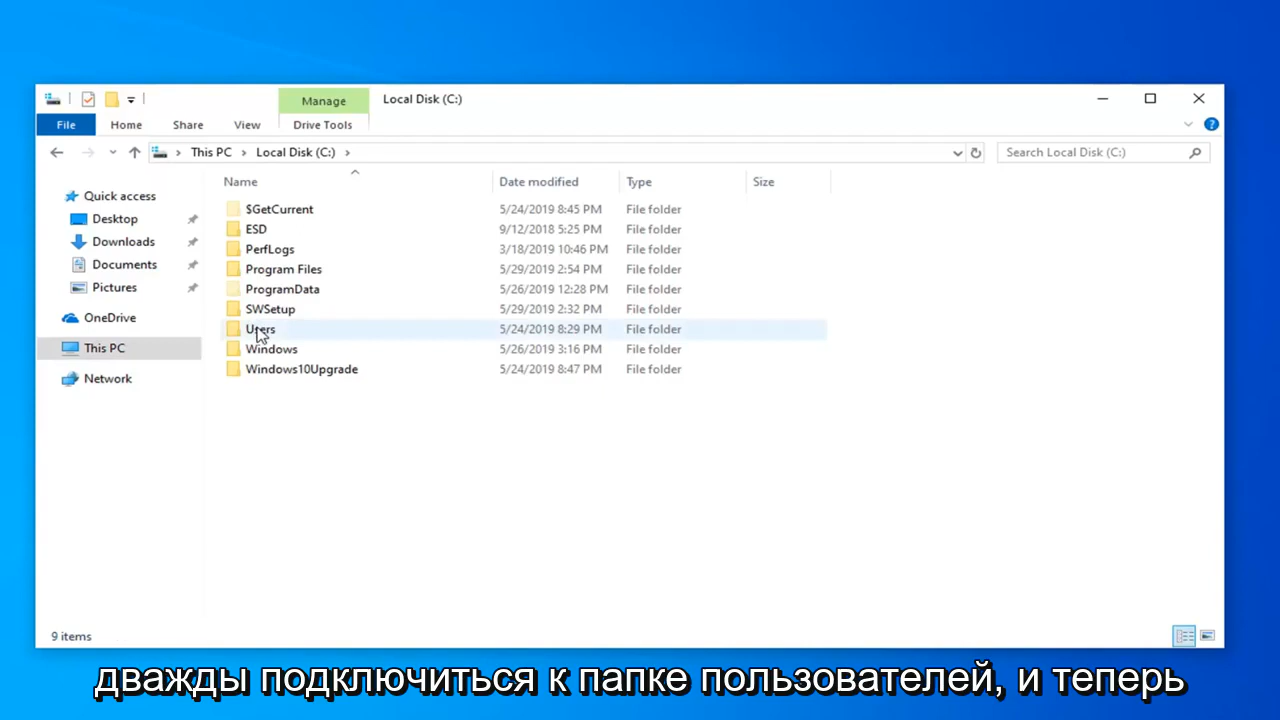 Manage
Local Disk (C:)
File
Home
Share
View
Drive Tools
This PC
Local Disk (C:)
Search Local Disk (C:)
Quick access
Desktop
Downloads
Documents
Pictures
OneDrive
This PC
Network
Name Date modified Type Size
$GetCurrent 5/24/2019 8:45 PM File folder
ESD 9/12/2018 5:25 PM File folder
PerfLogs 3/18/2019 10:46 PM File folder
Program Files 5/29/2019 2:54 PM File folder
ProgramData 5/26/2019 12:28 PM File folder
SWSetup 5/29/2019 2:32 PM File folder
Users 5/24/2019 8:29 PM File folder
Windows 5/26/2019 3:16 PM File folder
Windows10Upgrade 5/24/2019 8:47 PM File folder
9 items
дважды подключиться к папке пользователей, и теперь